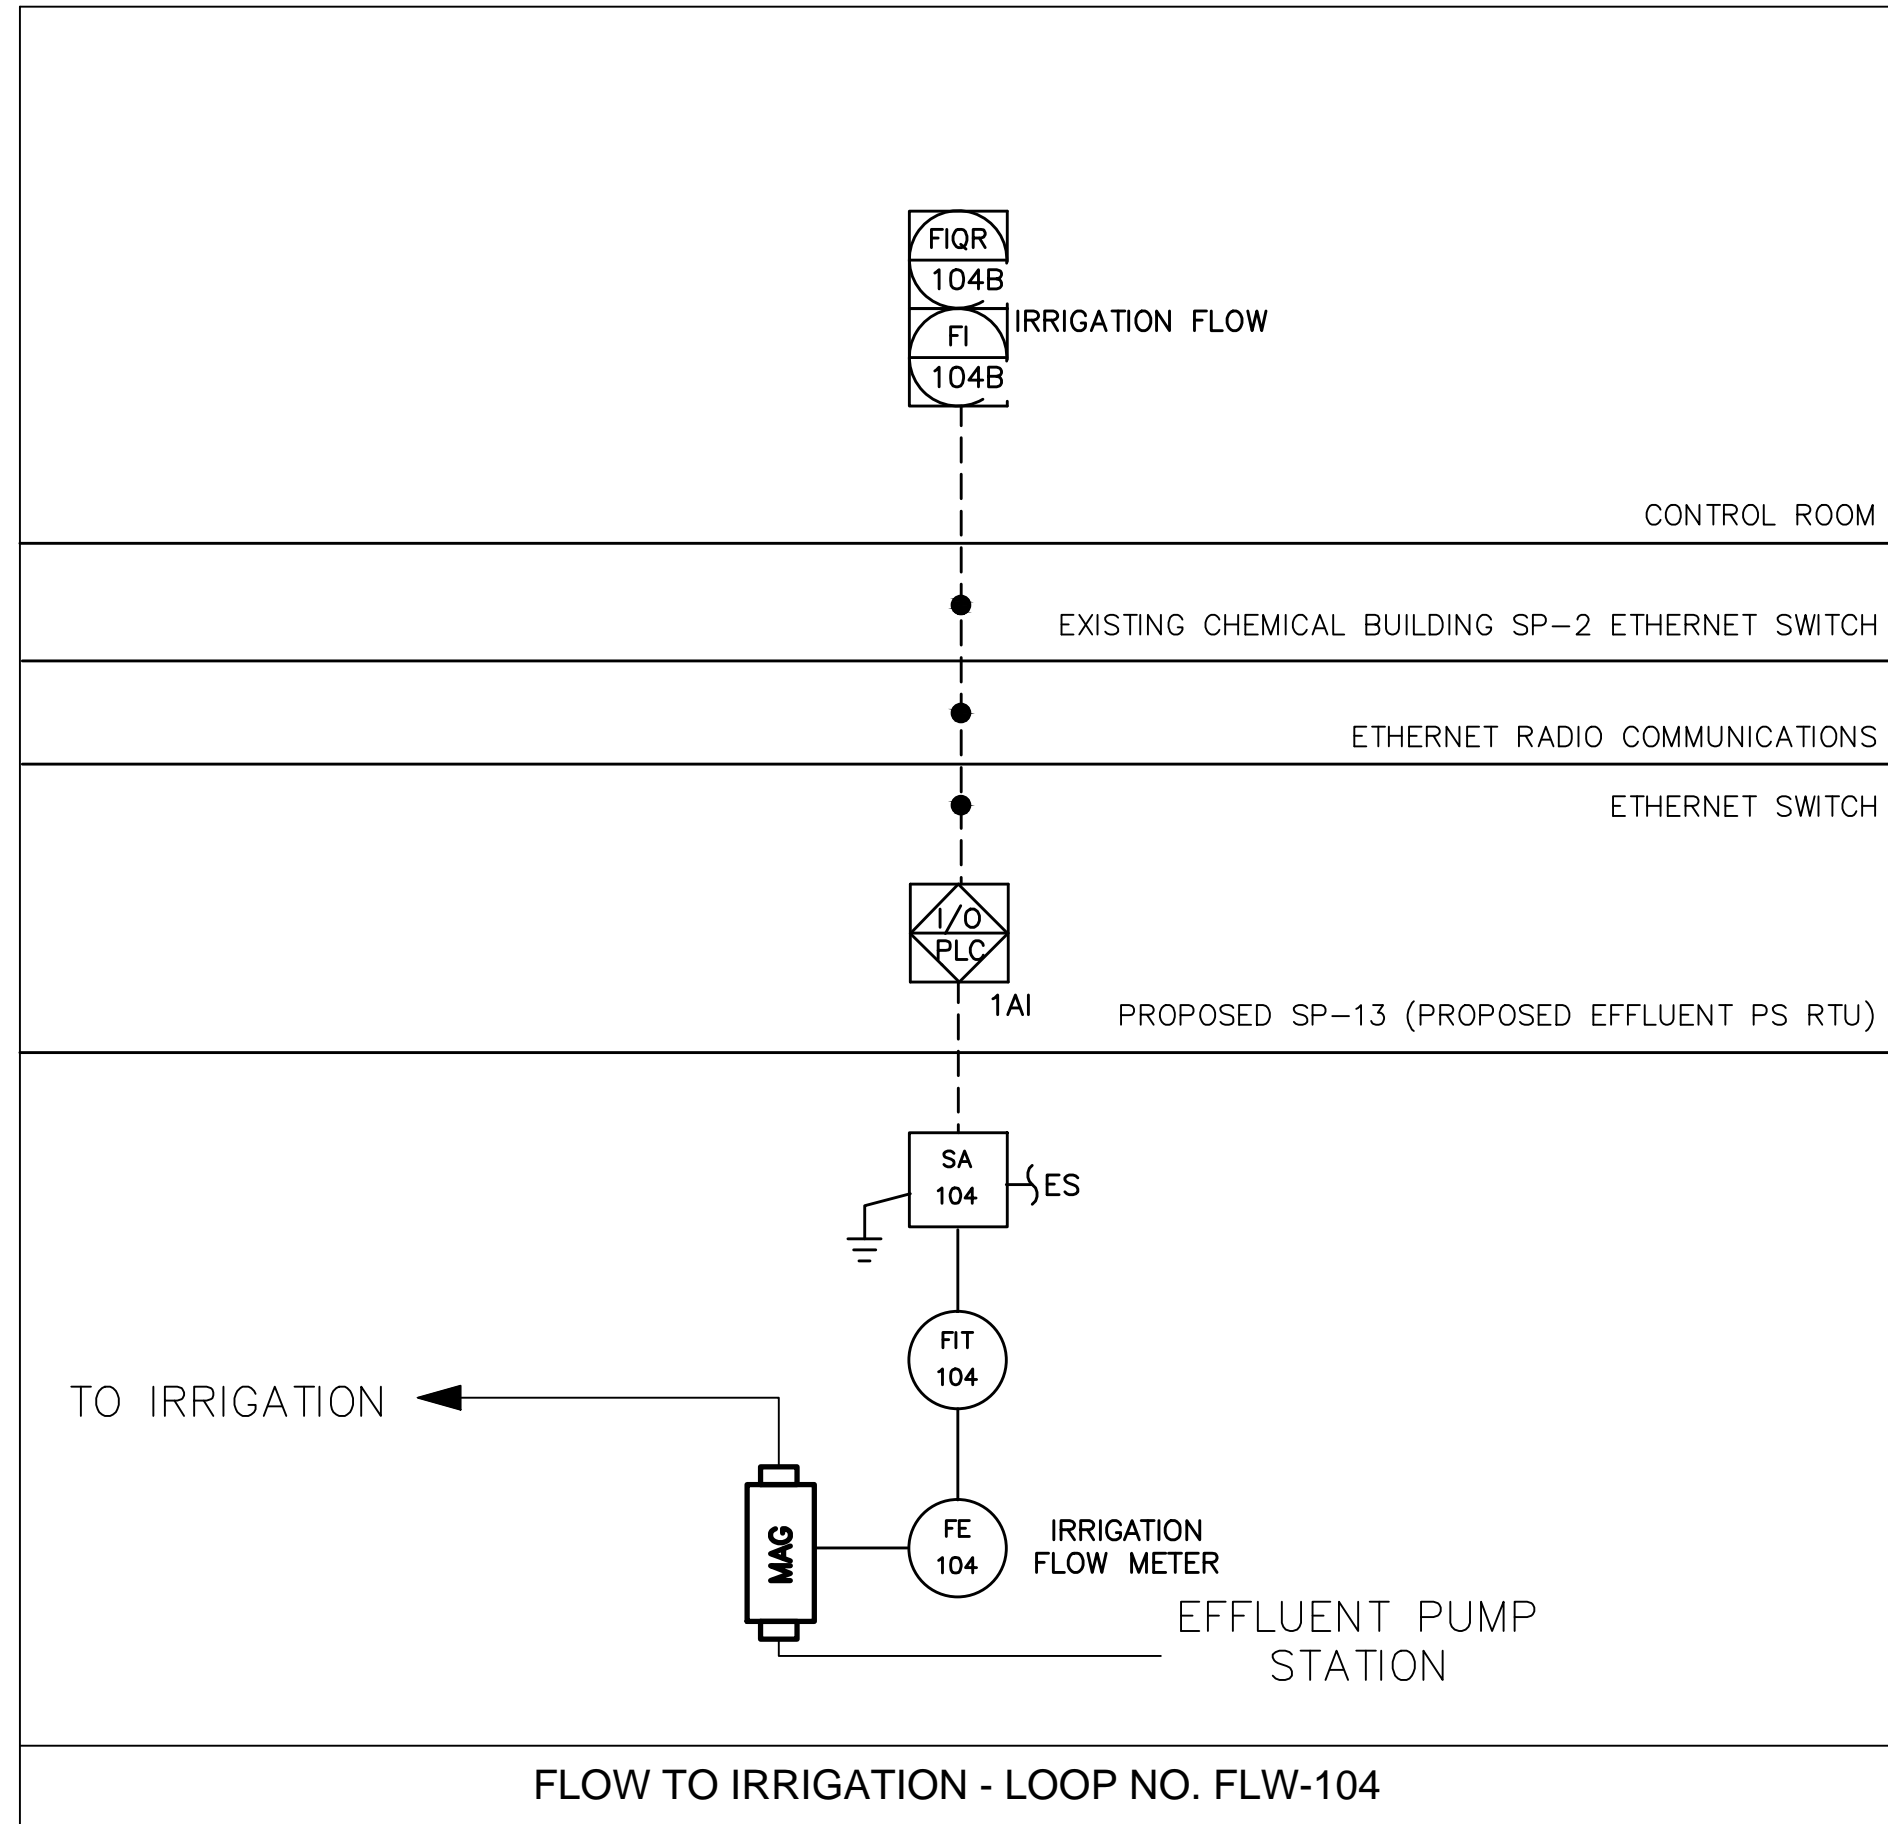 FIQR
104B
FI
104B
IRRIGATION FLOW
CONTROL ROOM
EXISTING CHEMICAL BUILDING SP-2 ETHERNET SWITCH
ETHERNET RADIO COMMUNICATIONS
ETHERNET SWITCH
I/O
PLC
1AI
PROPOSED SP-13 (PROPOSED EFFLUENT PS RTU)
SA
104
ES
FIT
104
TO IRRIGATION
MAG
FE
104
IRRIGATION
FLOW METER
EFFLUENT PUMP
STATION
FLOW TO IRRIGATION - LOOP NO. FLW-104